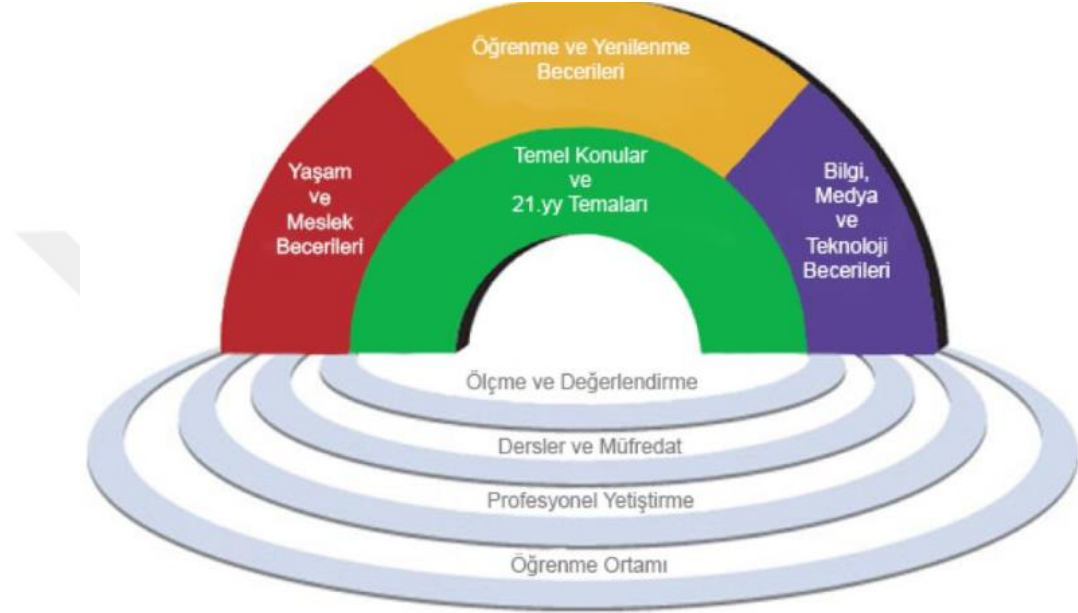 Öğrenme ve Yenilenme
Becerileri
Temel Konular
ve
21.yy Temaları
Yaşam
ve
Meslek
Becerileri
Bilgi,
Medya
ve
Teknoloji
Becerileri
Ölçme ve Değerlendirme
Dersler ve Müfredat
Profesyonel Yetiştirme
Öğrenme Ortamı